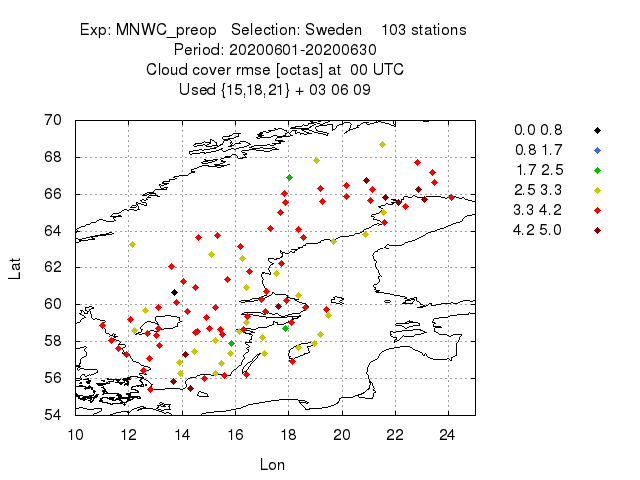 Exp: MNWC_preop Selection: Sweden 103 stations
Period: 20200601-20200630
Cloud cover rmse [octas] at 00 UTC
Used {15,18,21} + 03 06 09
70
68
66
64
62
60
58
56
54
10 12 14 16 18 20 22 24
Lat
Lon
0.0 0.8
0.8 1.7
1.7 2.5
2.5 3.3
3.3 4.2
4.2 5.0